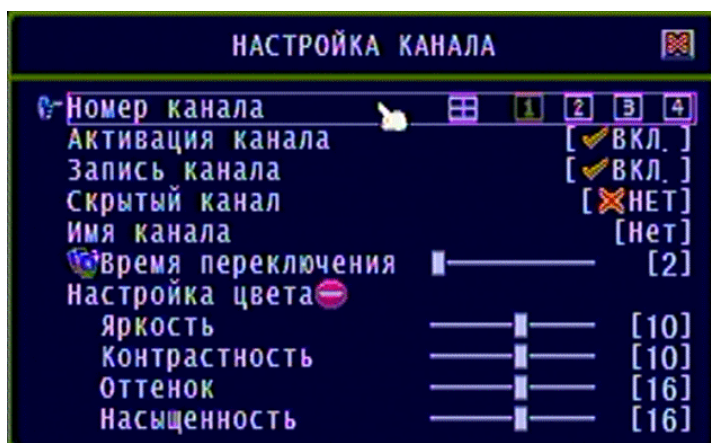 НАСТРОЙКА КАНАЛА
Номер канала 1 2 3 4
Активация канала [ВКЛ.]
Запись канала [ВКЛ.]
Скрытый канал [НЕТ]
Имя канала [Нет]
Время переключения [2]
Настройка цвета
Яркость [10]
Контрастность [10]
Оттенок [16]
Насыщенность [16]